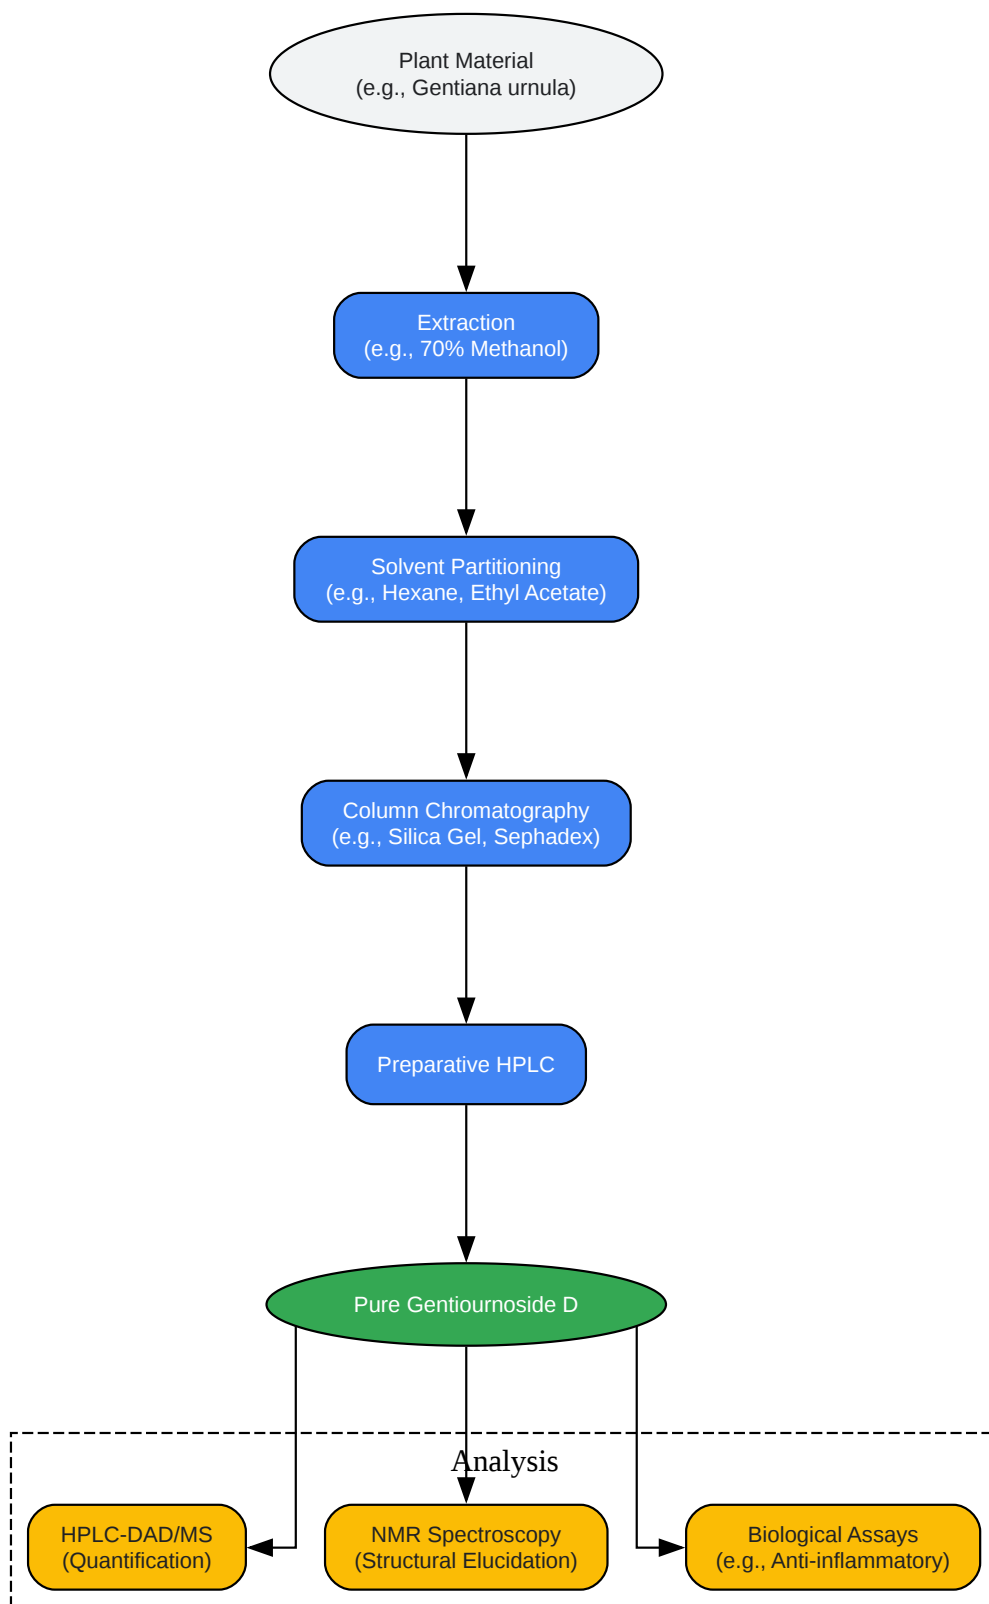 Plant Material
(e.g., Gentiana urnula)
Extraction
(e.g., 70% Methanol)
Solvent Partitioning
(e.g., Hexane, Ethyl Acetate)
Column Chromatography
(e.g., Silica Gel, Sephadex)
Preparative HPLC
Pure Gentiournoside D
Analysis
HPLC-DAD/MS
(Quantification)
NMR Spectroscopy
(Structural Elucidation)
Biological Assays
(e.g., Anti-inflammatory)